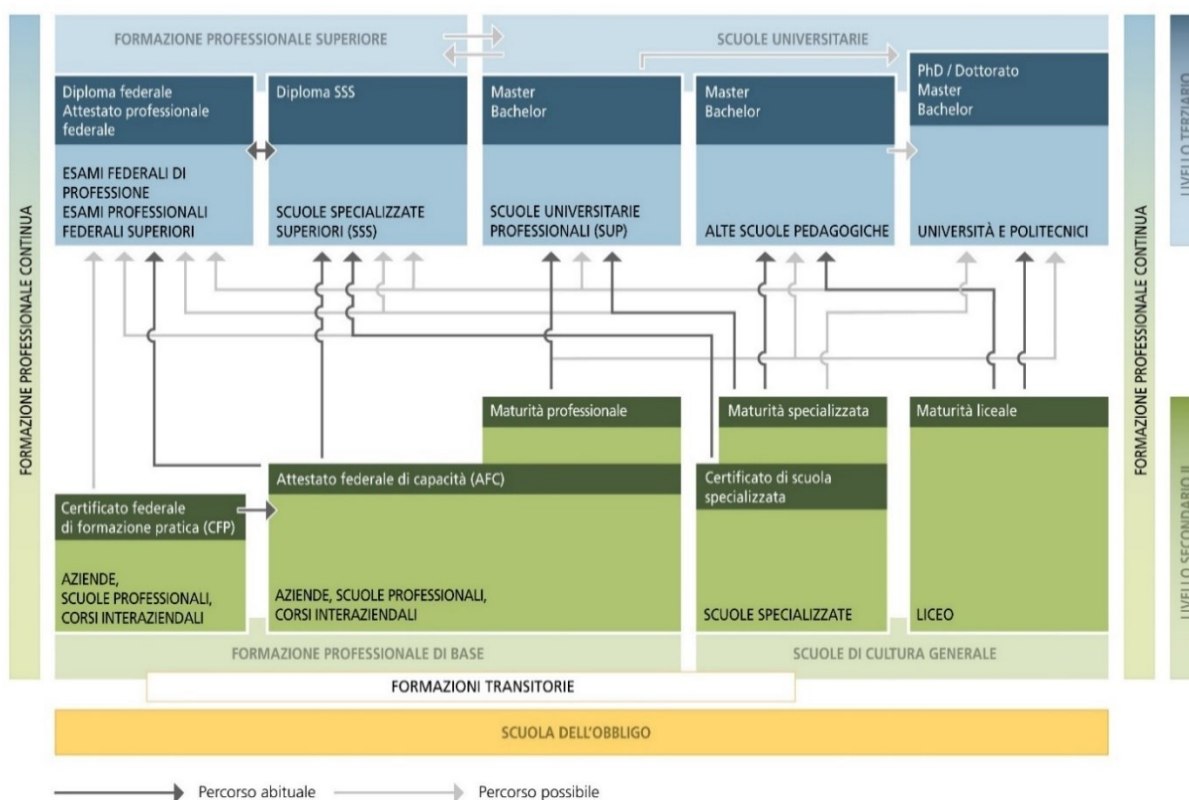 FORMAZIONE PROFESSIONALE SUPERIORE
SCUOLE UNIVERSITARIE
Diploma federale
Attestato professionale
federale
ESAMI FEDERALI DI
PROFESSIONE
ESAMI PROFESSIONALI
FEDERALI SUPERIORI
Diploma SSS
SCUOLE SPECIALIZZATE
SUPERIORI (SSS)
Master
Bachelor
SCUOLE UNIVERSITARIE
PROFESSIONALI (SUP)
Master
Bachelor
ALTE SCUOLE PEDAGOGICHE
PhD / Dottorato
Master
Bachelor
UNIVERSITÀ E POLITECNICI
LIVELLO TERZIARIO
FORMAZIONE PROFESSIONALE CONTINUA
FORMAZIONE PROFESSIONALE CONTINUA
Maturità professionale
Maturità specializzata
Maturità liceale
Attestato federale di capacità (AFC)
Certificato di scuola
specializzata
Certificato federale
di formazione pratica (CFP)
AZIENDE,
SCUOLE PROFESSIONALI,
CORSI INTERAZIENDALI
AZIENDE, SCUOLE PROFESSIONALI,
CORSI INTERAZIENDALI
SCUOLE SPECIALIZZATE
LICEO
LIVELLO SECONDARIO II
FORMAZIONE PROFESSIONALE DI BASE
SCUOLE DI CULTURA GENERALE
FORMAZIONI TRANSITORIE
SCUOLA DELL'OBBLIGO
Percorso abituale
Percorso possibile